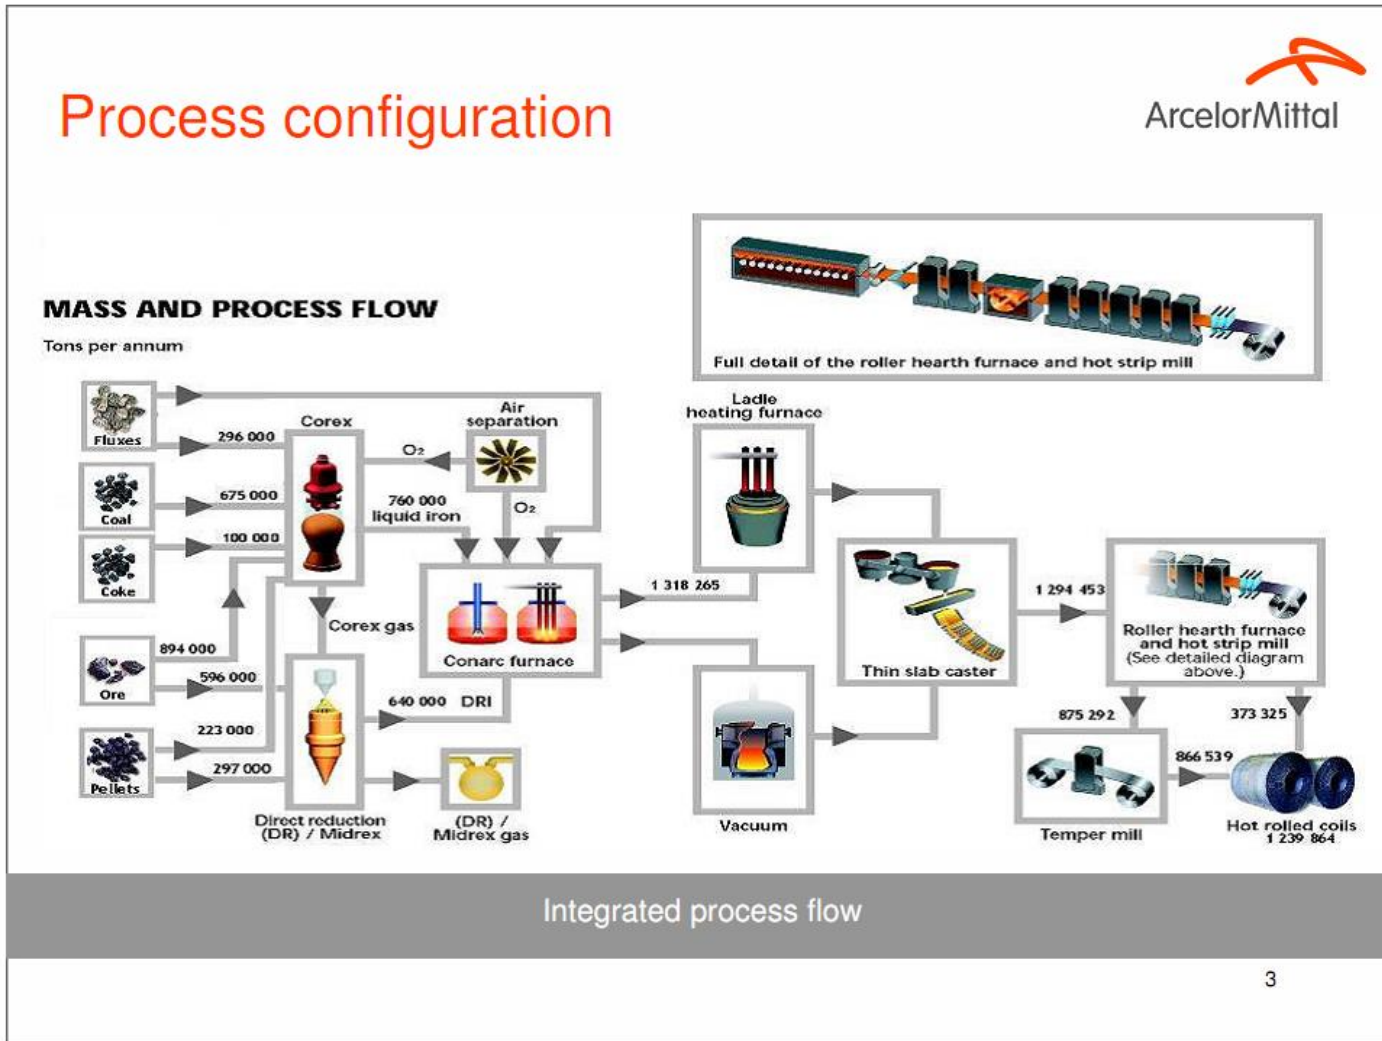 Process configuration
ArcelorMittal
MASS AND PROCESS FLOW
Tons per annum
Full detail of the roller hearth furnace and hot strip mill
Fluxes
296 000
Coal
675 000
Coke
100 000
Ore
894 000
596 000
Pellets
223 000
297 000
Corex
O2
Air
separation
O2
760 000
liquid iron
Corex gas
Conarc furnace
640 000 DRI
Direct reduction
(DR) / Midrex
(DR) /
Midrex gas
Ladle
heating furnace
1 318 265
Vacuum
Thin slab caster
1 294 453
Roller hearth furnace
and hot strip mill
(See detailed diagram
above.)
875 292
373 325
866 539
Temper mill
Hot rolled coils
1 239 864
Integrated process flow
3